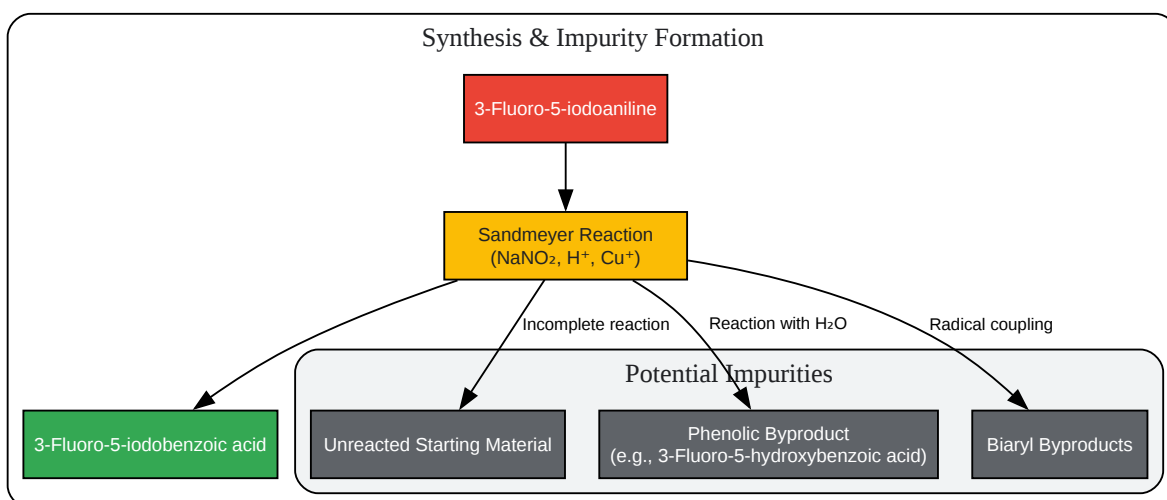 Synthesis & Impurity Formation
3-Fluoro-5-iodoaniline
Sandmeyer Reaction
(NaNO₂, H⁺, Cu⁺)
Incomplete reaction
Reaction with H₂O
Radical coupling
Potential Impurities
3-Fluoro-5-iodobenzoic acid
Unreacted Starting Material
Phenolic Byproduct
(e.g., 3-Fluoro-5-hydroxybenzoic acid)
Biaryl Byproducts